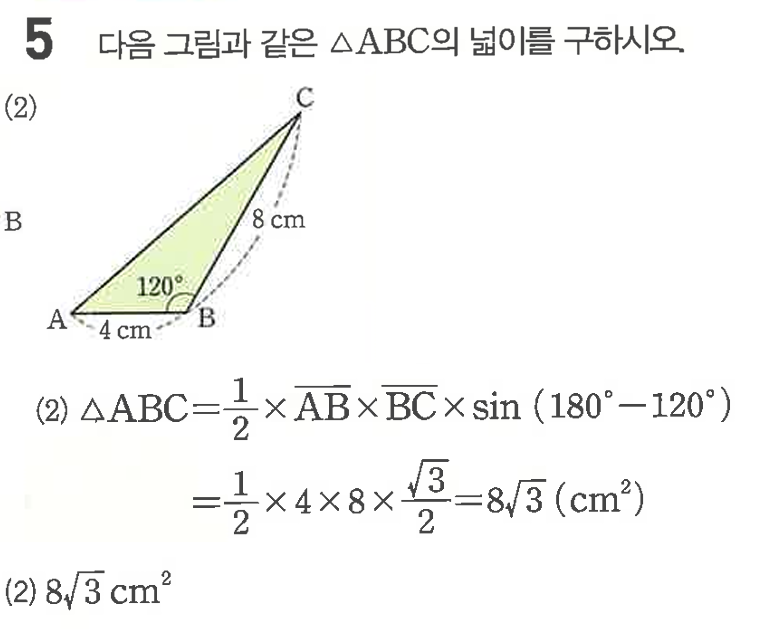 5 다음 그림과 같은 △ABC의 넓이를 구하시오.
(2)
C
B
8 cm
120°
A
B
4 cm
(2) △ABC=1/2×A̅B̅×B̅C̅×sin (180°−120°)
=1/2×4×8×√3/2=8√3 (cm²)
(2) 8√3 cm²